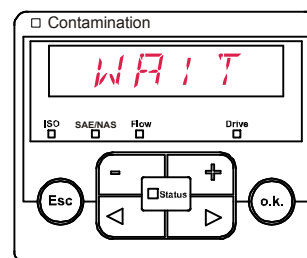 Contamination
WAIT
ISO SAE/NAS Flow Drive
- +
Esc Status o.k.